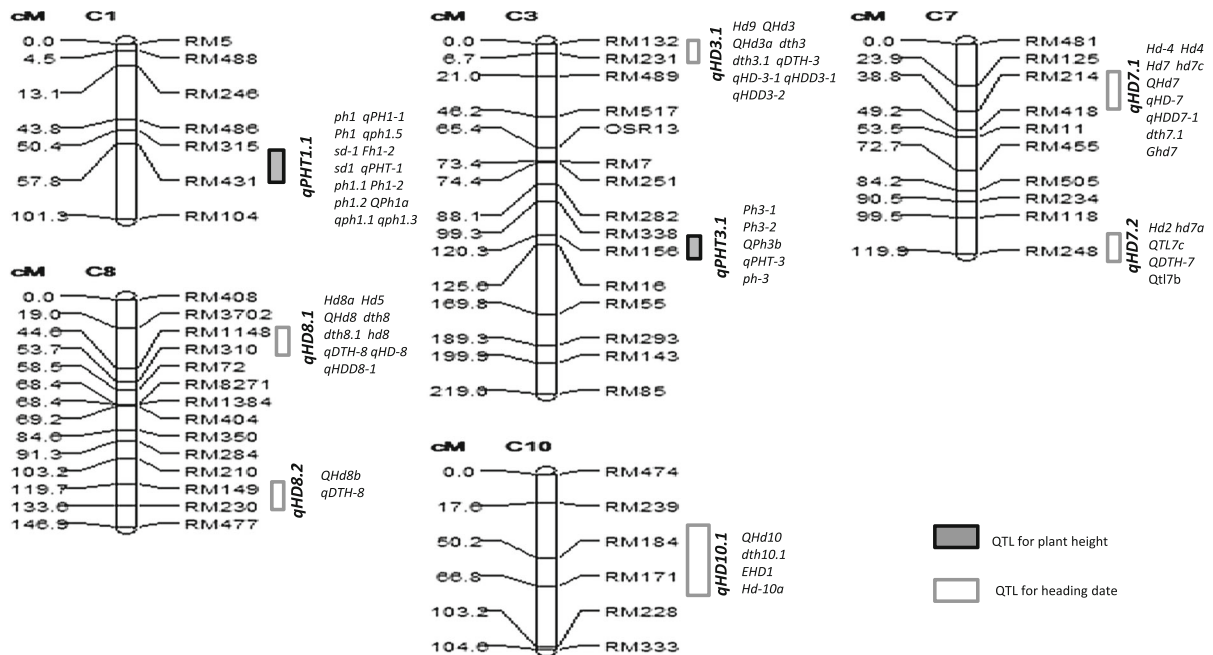 cM C1
0.0 RM5
4.5 RM488
13.1 RM246
43.8 RM486
50.4 RM315
57.8 RM431
101.3 RM104
qPHT1.1
ph1 qPH1-1
Ph1 qph1.5
sd-1 Fh1-2
sd1 qPHT-1
ph1.1 Ph1-2
ph1.2 QPh1a
qph1.1 qph1.3
cM C3
0.0 RM132
6.7 RM231
21.0 RM489
46.2 RM517
65.4 OSR13
73.4 RM7
74.4 RM251
88.1 RM282
99.3 RM338
120.3 RM156
125.6 RM16
169.8 RM55
189.3 RM293
199.9 RM143
219.0 RM85
qHD3.1
Hd9 QHd3
QHd3a dth3
dth3.1 qDTH-3
qHD-3-1 qHDD3-1
qHDD3-2
qPHT3.1
Ph3-1
Ph3-2
QPh3b
qPHT-3
ph-3
cM C7
0.0 RM481
23.9 RM125
38.8 RM214
49.2 RM418
53.5 RM11
72.7 RM455
84.2 RM505
90.5 RM234
99.5 RM118
119.9 RM248
qHD7.1
Hd-4 Hd4
Hd7 hd7c
QHd7
qHD-7
qHDD7-1
dth7.1
Ghd7
qHD7.2
Hd2 hd7a
QTL7c
QDTH-7
Qtl7b
cM C8
0.0 RM408
19.0 RM3702
44.6 RM1148
53.7 RM310
58.5 RM72
68.4 RM8271
68.4 RM1384
69.2 RM404
84.6 RM350
91.3 RM284
103.2 RM210
119.7 RM149
133.6 RM230
146.9 RM477
qHD8.1
Hd8a Hd5
QHd8 dth8
dth8.1 hd8
qDTH-8 qHD-8
qHDD8-1
qHD8.2
QHd8b
qDTH-8
cM C10
0.0 RM474
17.6 RM239
50.2 RM184
66.8 RM171
103.2 RM228
104.6 RM333
qHD10.1
QHd10
dth10.1
EHD1
Hd-10a
QTL for plant height
QTL for heading date